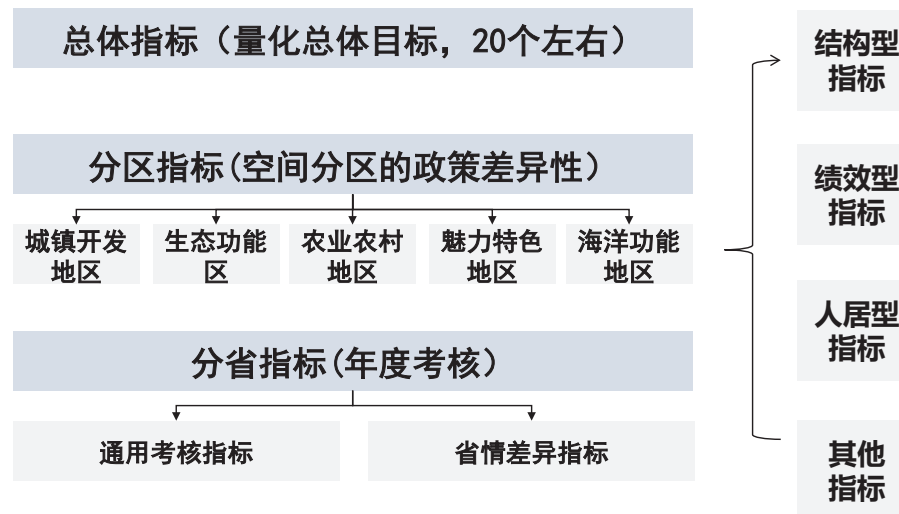 总体指标（量化总体目标，20个左右）
分区指标(空间分区的政策差异性）
城镇开发
地区
生态功能
区
农业农村
地区
魅力特色
地区
海洋功能
地区
分省指标(年度考核）
通用考核指标
省情差异指标
结构型
指标
绩效型
指标
人居型
指标
其他
指标